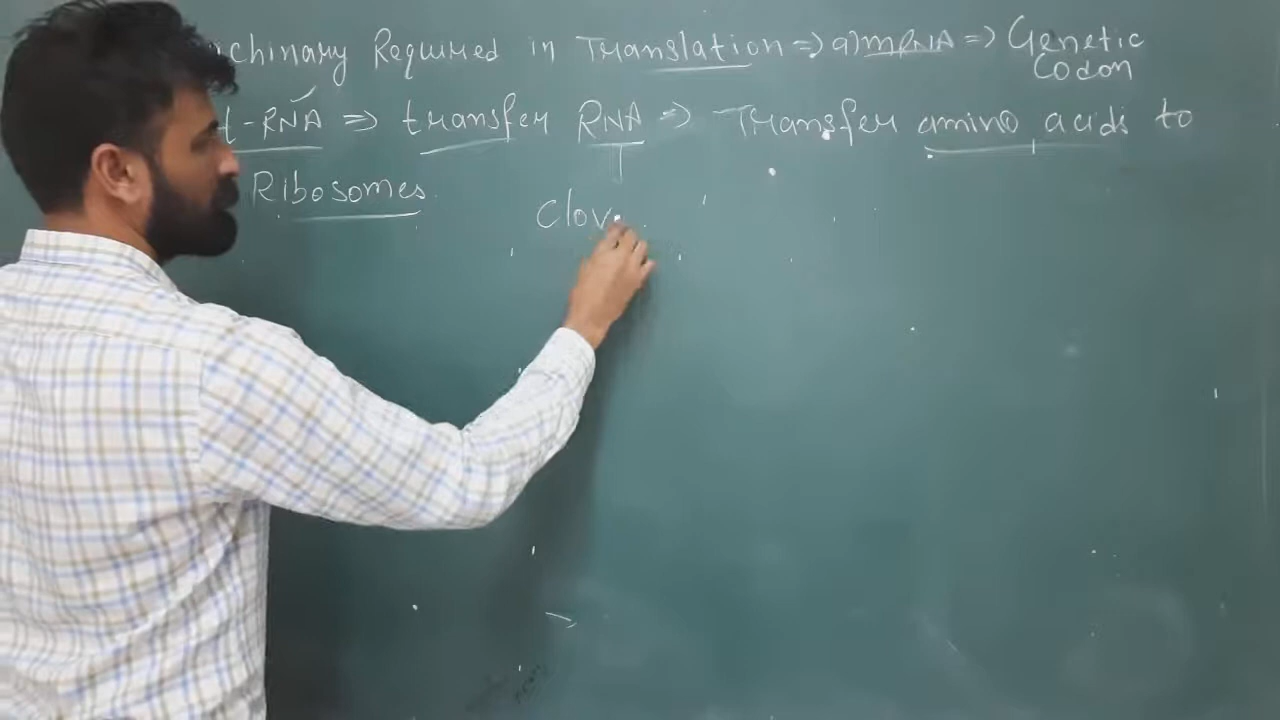 chinary Required in Translation => a) mRNA => Genetic
Codon
t-RNA => transfer RNA => Transfer amino acids to
Ribosomes
Clov